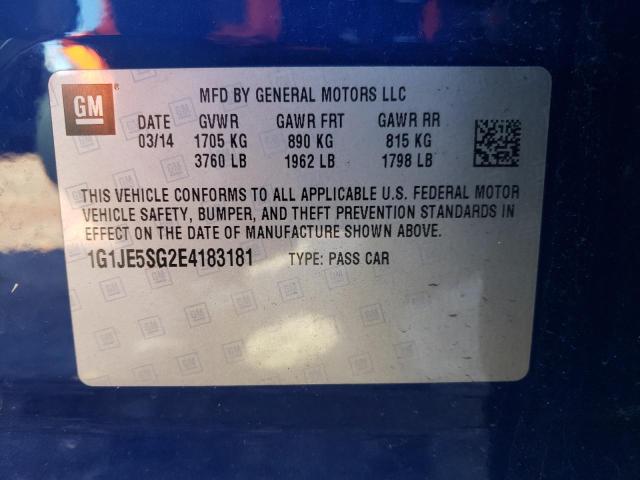 GM
MFD BY GENERAL MOTORS LLC
DATE GVWR GAWR FRT GAWR RR
03/14 1705 KG 890 KG 815 KG
3760 LB 1962 LB 1798 LB
THIS VEHICLE CONFORMS TO ALL APPLICABLE U.S. FEDERAL MOTOR
VEHICLE SAFETY, BUMPER, AND THEFT PREVENTION STANDARDS IN
EFFECT ON THE DATE OF MANUFACTURE SHOWN ABOVE.
1G1JE5SG2E4183181 TYPE: PASS CAR